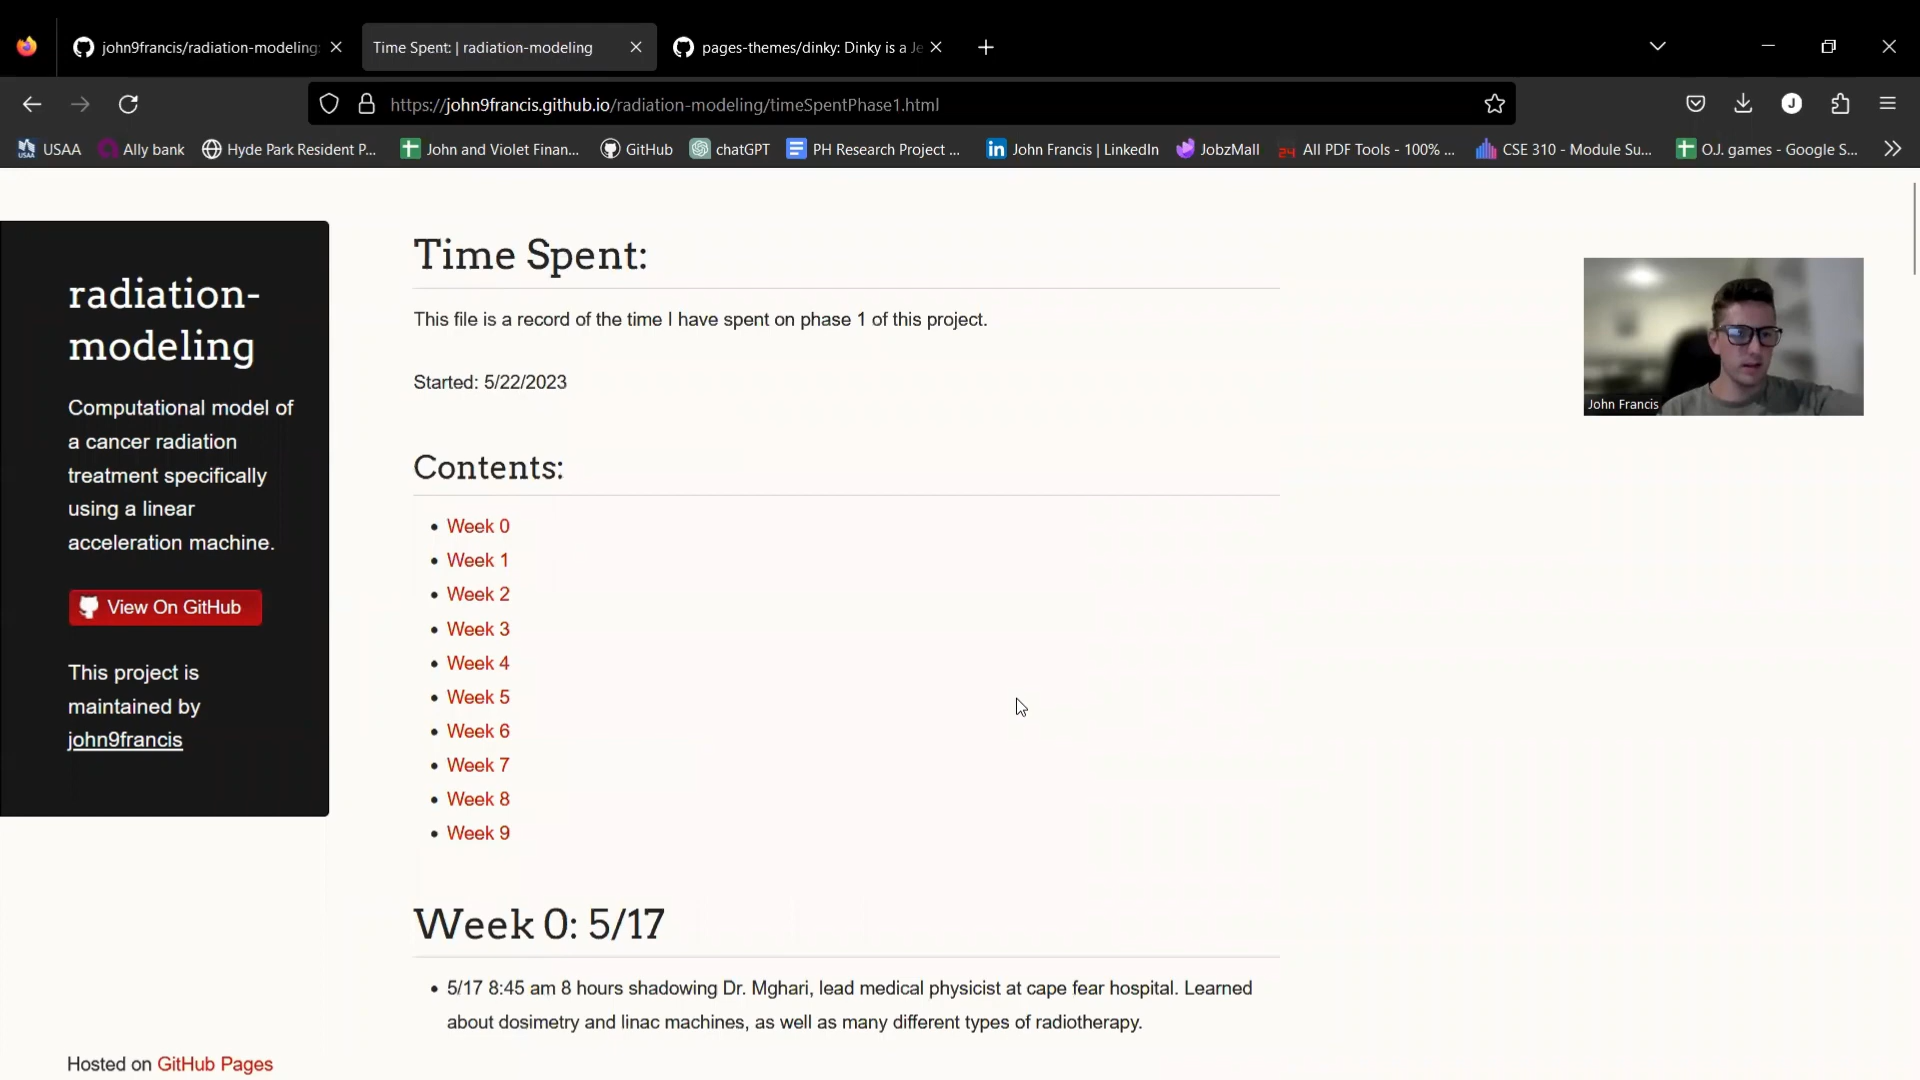 john9francis/radiation-modeling:
Time Spent: | radiation-modeling
pages-themes/dinky: Dinky is a Je
https://john9francis.github.io/radiation-modeling/timeSpentPhase1.html
J
USAA
Ally bank
Hyde Park Resident P...
John and Violet Finan...
GitHub
chatGPT
PH Research Project ...
John Francis | LinkedIn
JobzMall
24
All PDF Tools - 100% ...
CSE 310 - Module Su...
O.J. games - Google S...
radiation-
modeling
Computational model of
a cancer radiation
treatment specifically
using a linear
acceleration machine.
View On GitHub
This project is
maintained by
john9francis
Hosted on GitHub Pages
Time Spent:
This file is a record of the time I have spent on phase 1 of this project.
Started: 5/22/2023
Contents:
Week 0
Week 1
Week 2
Week 3
Week 4
Week 5
Week 6
Week 7
Week 8
Week 9
Week 0: 5/17
5/17 8:45 am 8 hours shadowing Dr. Mghari, lead medical physicist at cape fear hospital. Learned
about dosimetry and linac machines, as well as many different types of radiotherapy.
John Francis